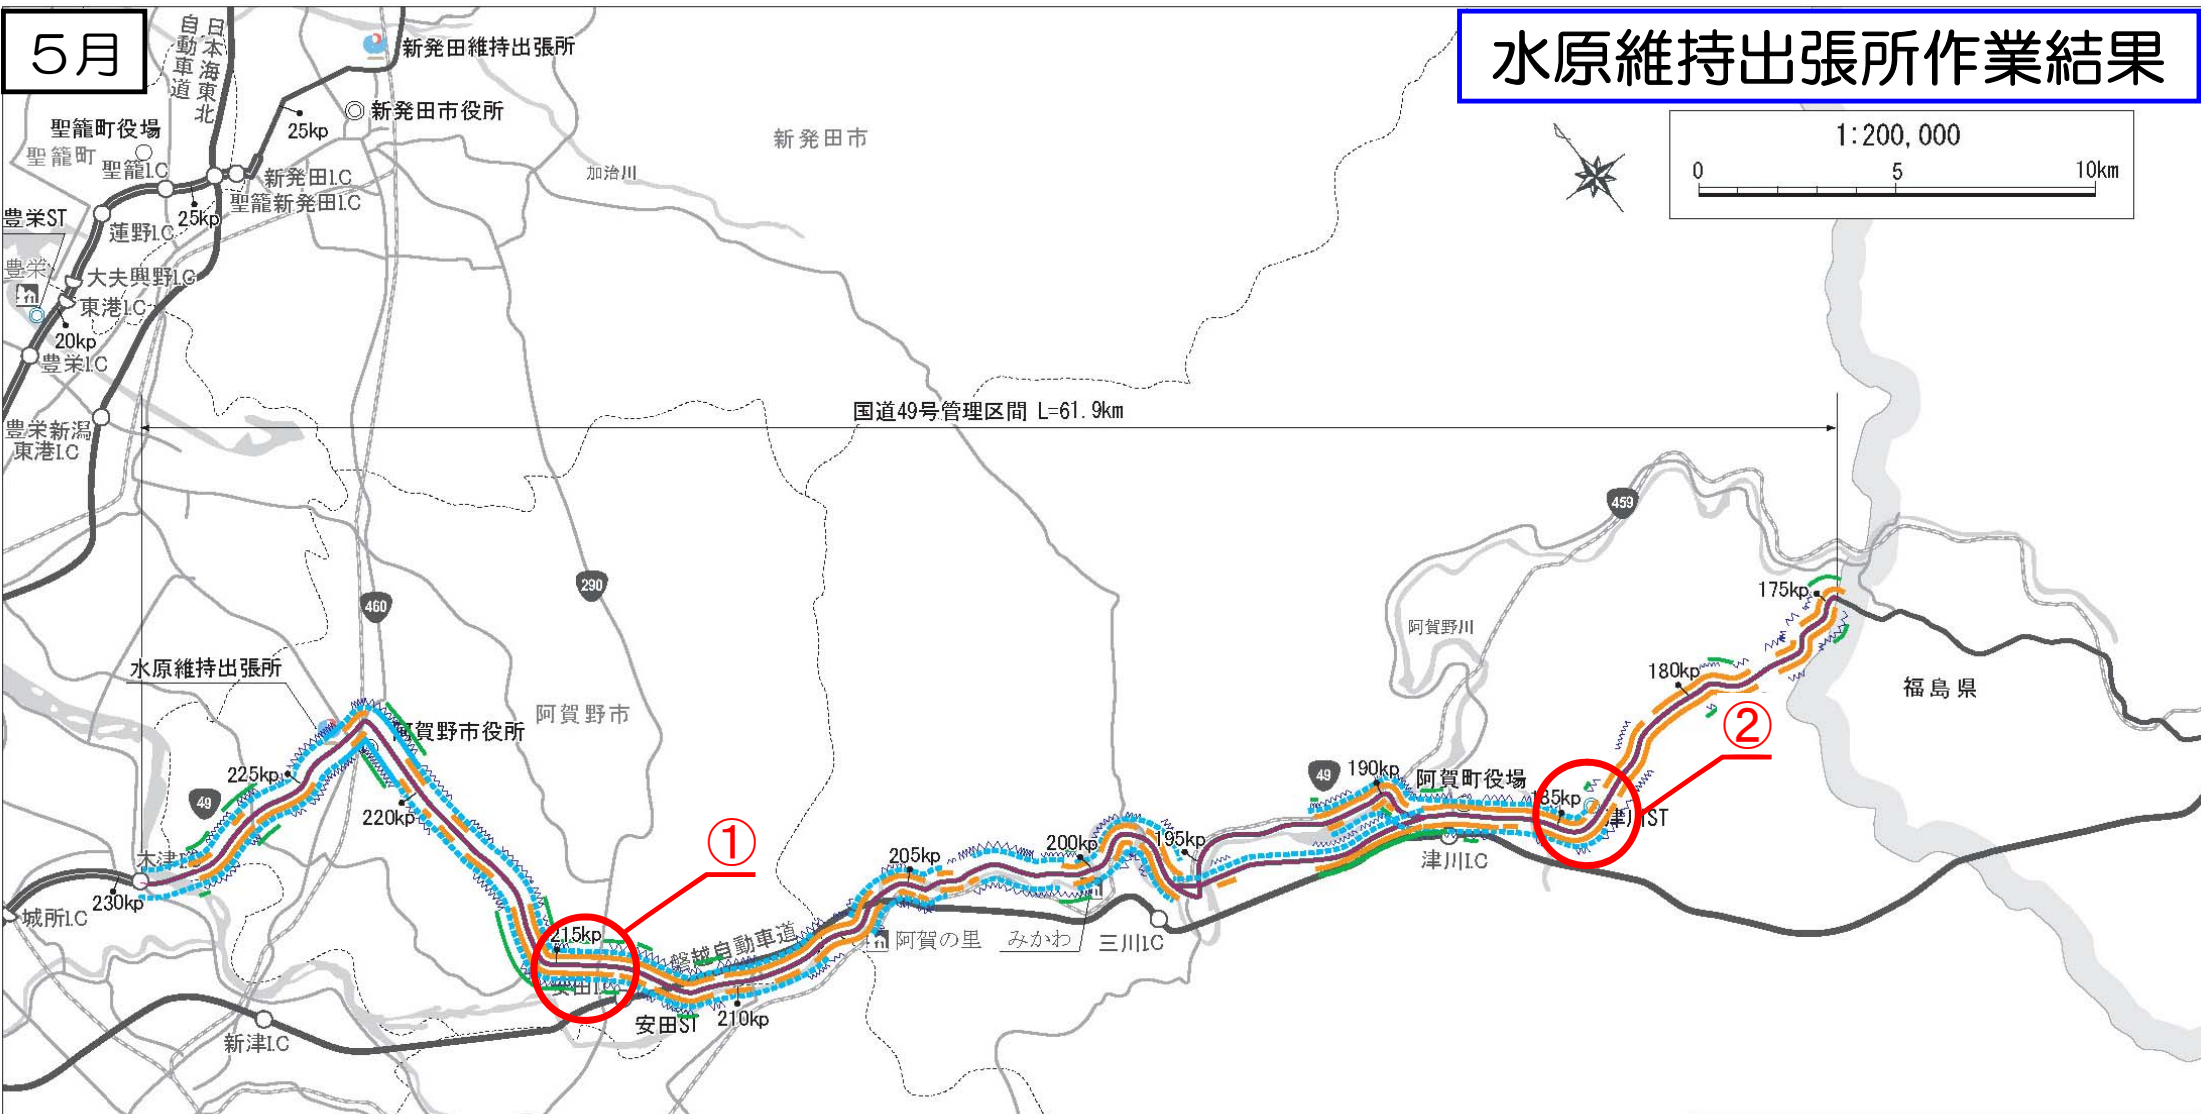 5月
水原維持出張所作業結果
1:200,000
0 5 10km
日本海東北
自動車道
新発田維持出張所
新発田市役所
25kp
聖籠町役場
聖籠町
聖籠I.C
新発田I.C
聖籠新発田I.C
25kp
新発田市
加治川
豊栄ST
蓮野I.C
豊栄
大夫興野I.C
東港I.C
20kp
豊栄I.C
豊栄新潟
東港I.C
国道49号管理区間 L=61.9km
459
290
460
175kp
阿賀野川
水原維持出張所
180kp
福島県
阿賀野市
阿賀野市役所
②
225kp
49
49
190kp
阿賀町役場
185kp
220kp
津川ST
①
木津I.C
205kp
200kp
195kp
津川I.C
230kp
城所I.C
215kp
磐越自動車道
阿賀の里
みかわ
三川I.C
安田I.C
安田ST
210kp
新津I.C